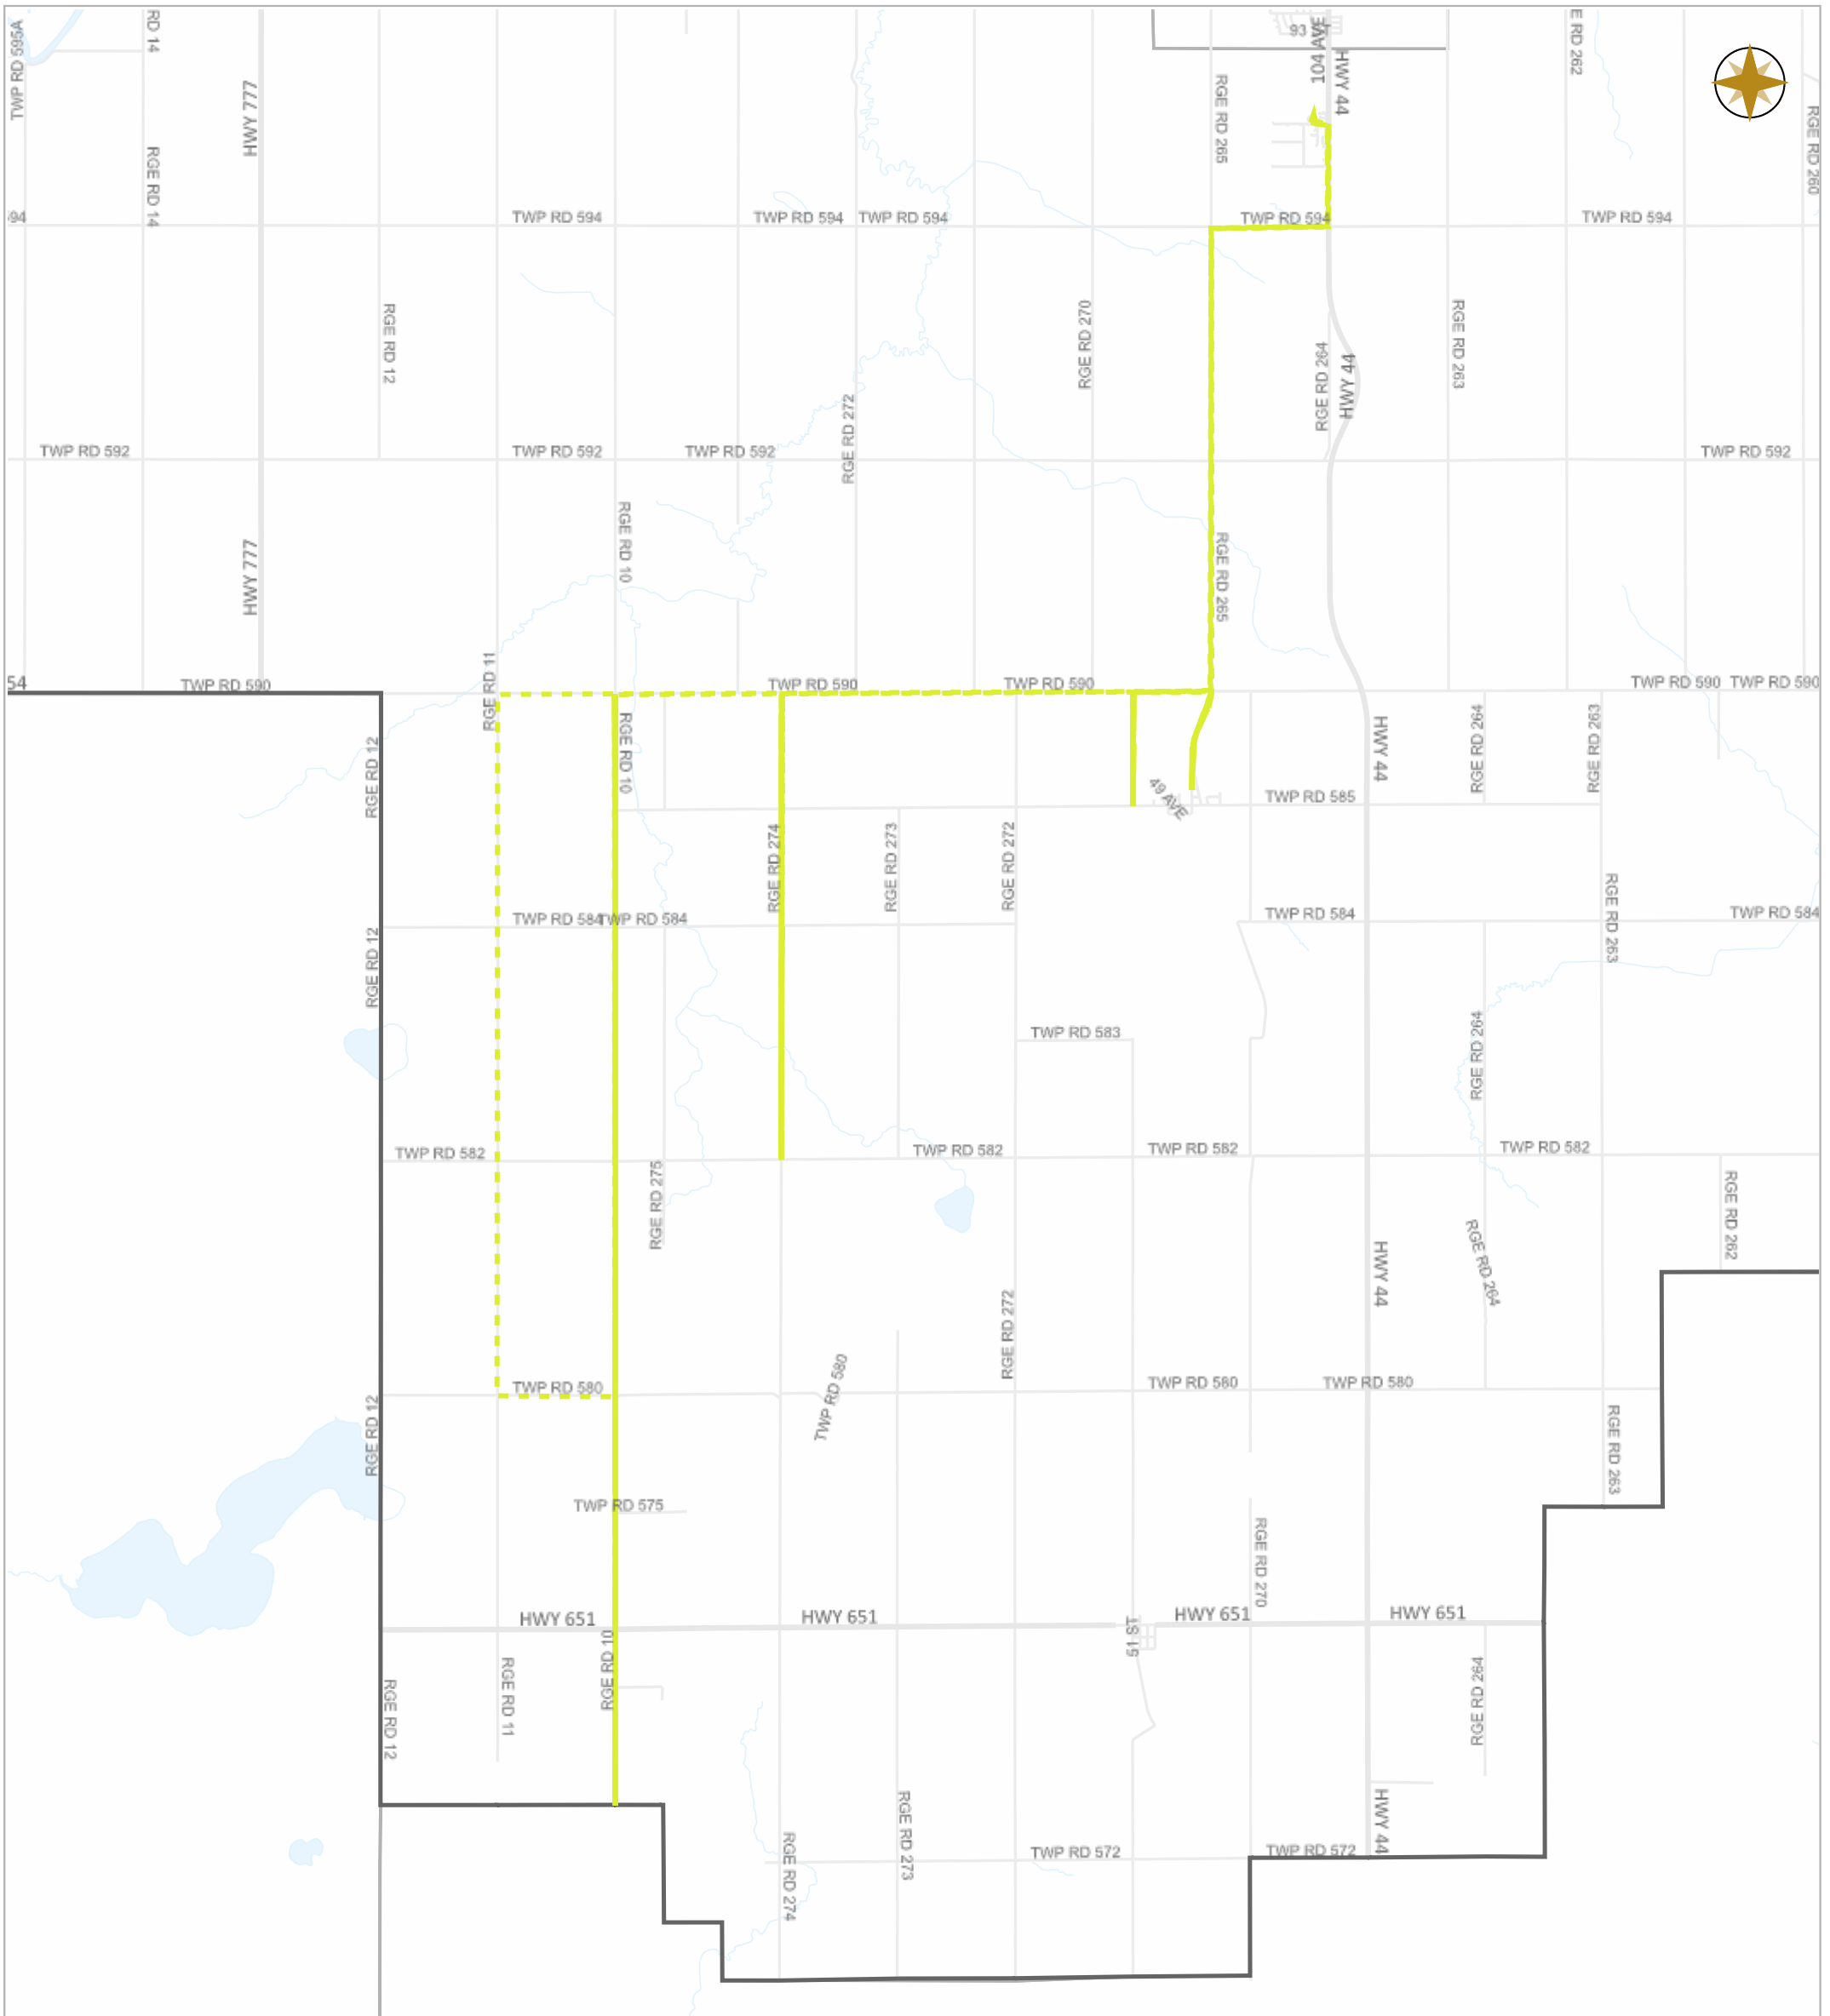 RD 14
93
104 AVE
E RD 262
TWP RD 595A
HWY 777
HWY 44
RGE RD 265
RGE RD 260
RGE RD 14
94
TWP RD 594
TWP RD 594
TWP RD 594
TWP RD 594
TWP RD 594
RGE RD 12
RGE RD 270
RGE RD 264
HWY 44
RGE RD 263
RGE RD 272
TWP RD 592
TWP RD 592
TWP RD 592
TWP RD 592
HWY 777
RGE RD 10
RGE RD 265
54
TWP RD 590
RGE RD 11
TWP RD 590
TWP RD 590
TWP RD 590
TWP RD 590
RGE RD 12
RGE RD 10
HWY 44
RGE RD 264
RGE RD 263
49 AVE
TWP RD 585
RGE RD 274
RGE RD 273
RGE RD 272
TWP RD 584
TWP RD 584
TWP RD 584
TWP RD 584
RGE RD 263
RGE RD 12
TWP RD 583
RGE RD 264
TWP RD 582
TWP RD 582
TWP RD 582
TWP RD 582
RGE RD 275
RGE RD 262
HWY 44
RGE RD 264
RGE RD 272
TWP RD 580
TWP RD 580
TWP RD 580
TWP RD 580
RGE RD 12
RGE RD 263
TWP RD 575
RGE RD 270
HWY 651
HWY 651
HWY 651
HWY 651
51 ST
RGE RD 10
RGE RD 12
RGE RD 11
RGE RD 264
RGE RD 274
RGE RD 273
TWP RD 572
TWP RD 572
HWY 44